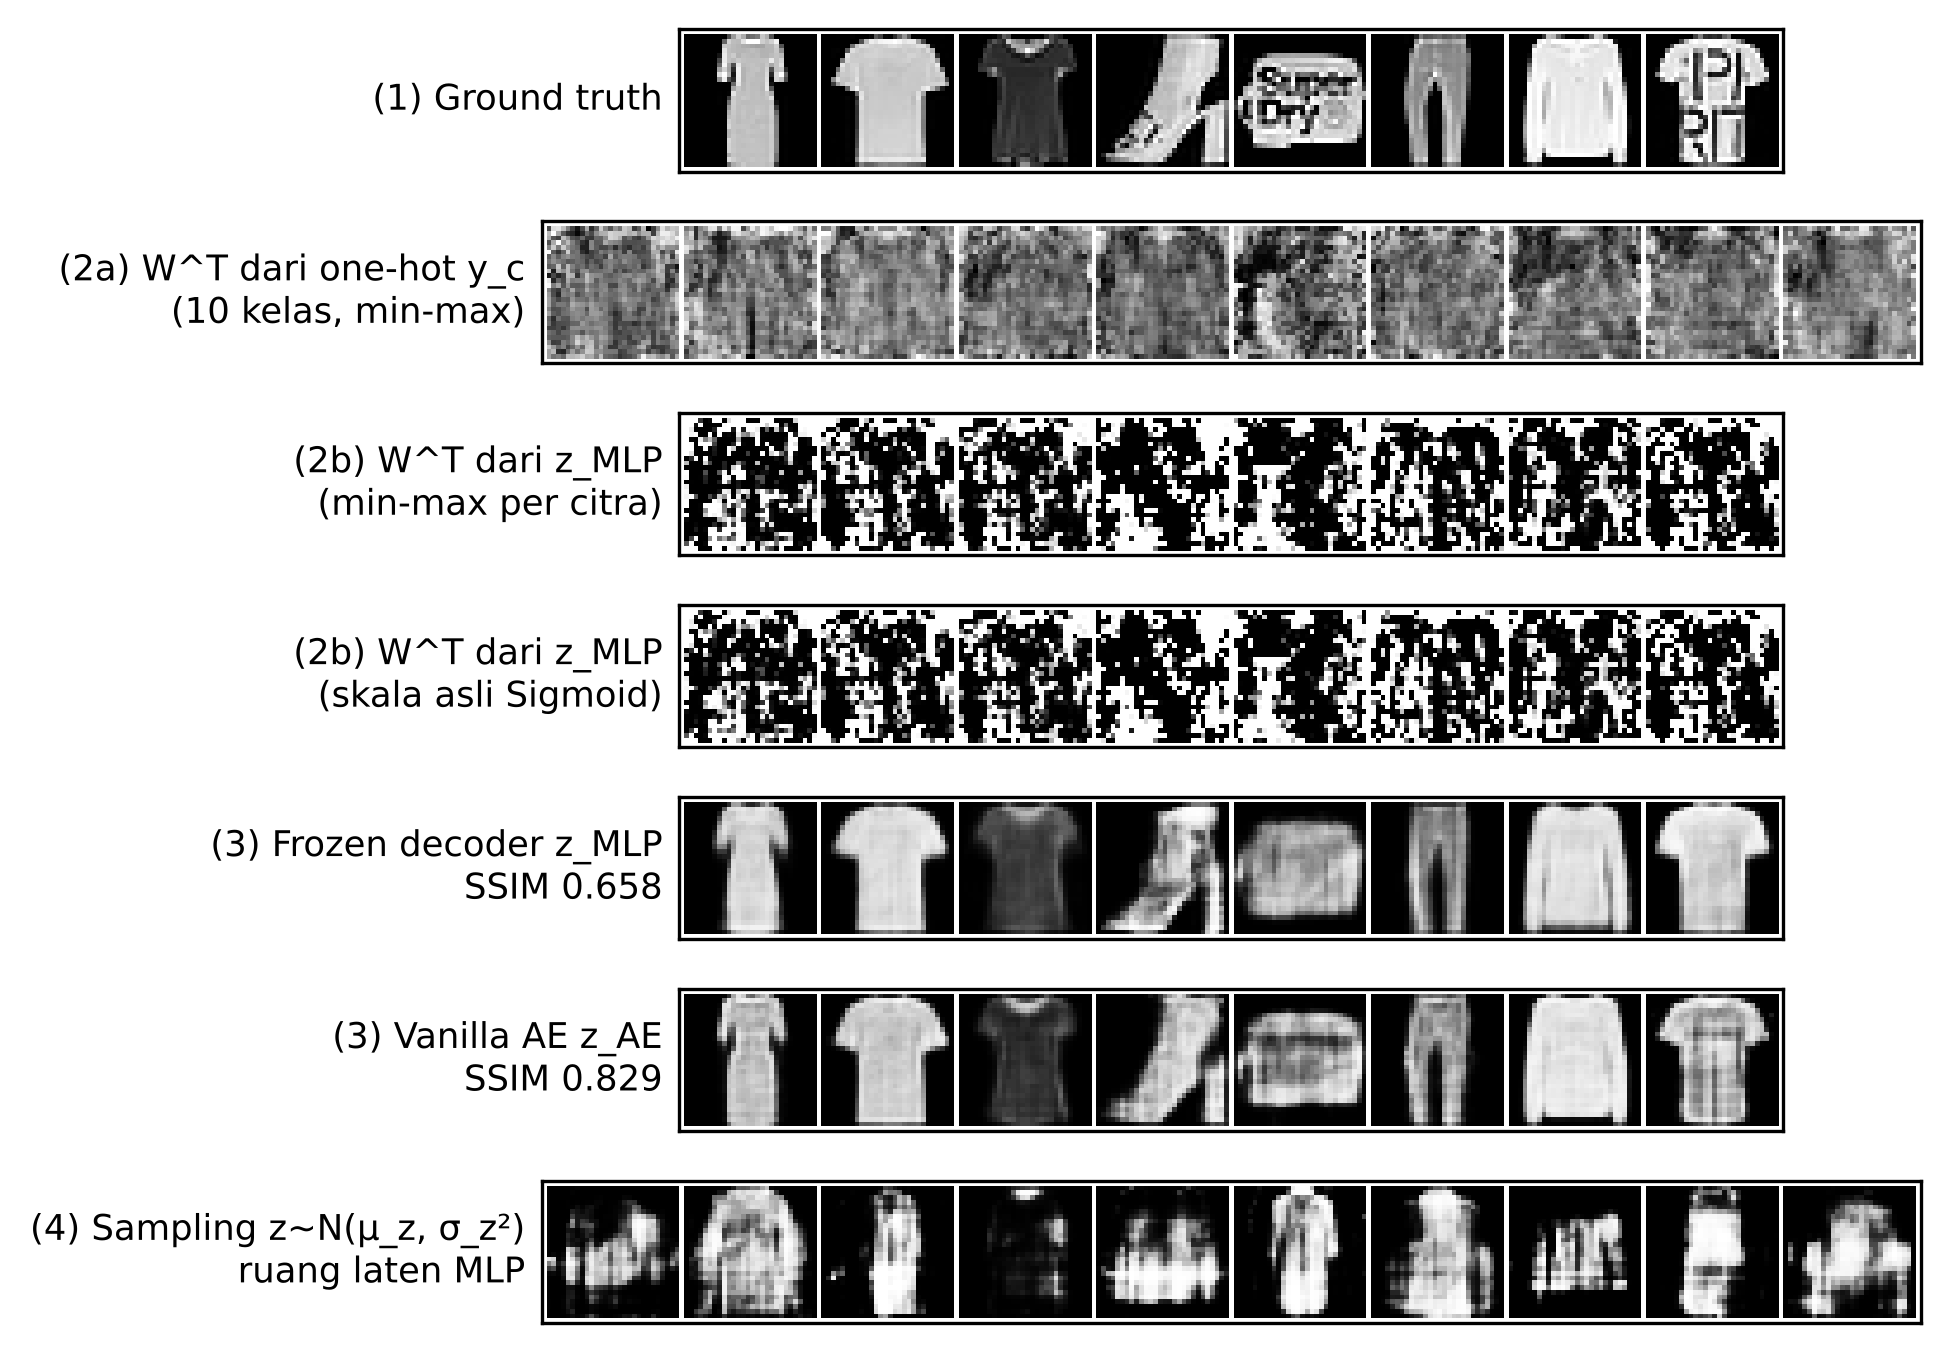 (1) Ground truth
Super
Dry
(2a) W^T dari one-hot y_c
(10 kelas, min-max)
(2b) W^T dari z_MLP
(min-max per citra)
(2b) W^T dari z_MLP
(skala asli Sigmoid)
(3) Frozen decoder z_MLP
SSIM 0.658
(3) Vanilla AE z_AE
SSIM 0.829
(4) Sampling z~N(μ_z, σ_z²)
ruang laten MLP